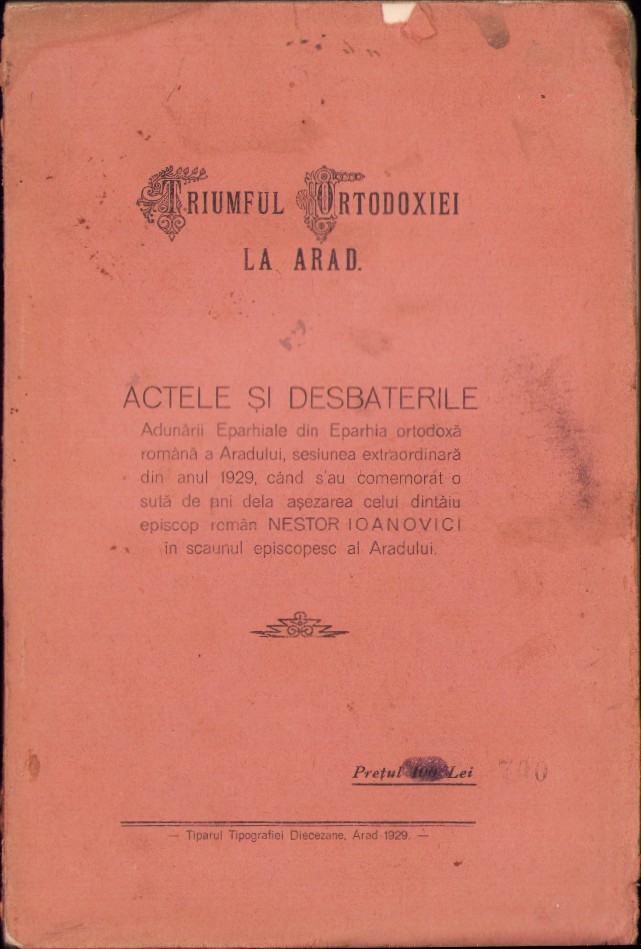 TRIUMFUL ORTODOXIEI
LA ARAD.
ACTELE ȘI DESBATERILE
Adunării Eparhiale din Eparhia ortodoxă
română a Aradului, sesiunea extraordinară
din anul 1929, când s'au comemorat o
sută de ani dela așezarea celui dintâiu
episcop român NESTOR IOANOVICI
în scaunul episcopesc al Aradului.
Prețul 100 Lei
— Tiparul Tipografiei Diecezane, Arad 1929. —